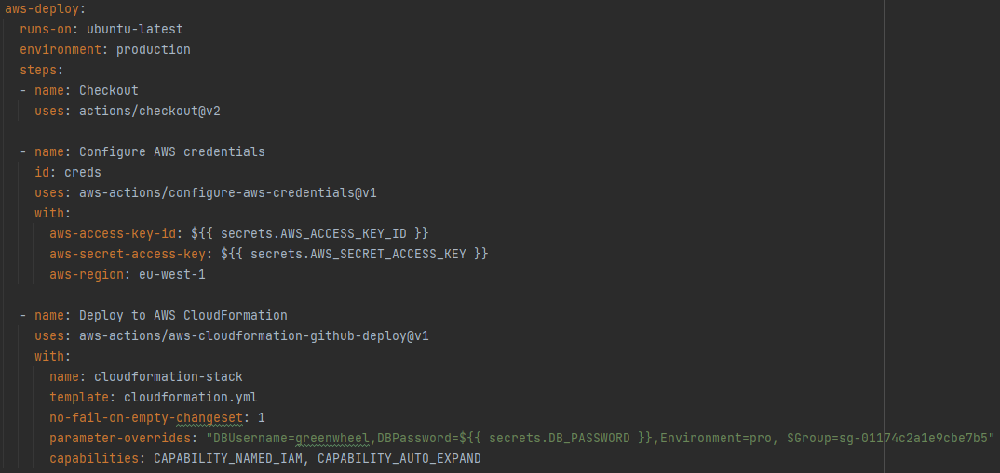 aws-deploy:
runs-on: ubuntu-latest
environment: production
steps:
- name: Checkout
uses: actions/checkout@v2
- name: Configure AWS credentials
id: creds
uses: aws-actions/configure-aws-credentials@v1
with:
aws-access-key-id: ${{ secrets.AWS_ACCESS_KEY_ID }}
aws-secret-access-key: ${{ secrets.AWS_SECRET_ACCESS_KEY }}
aws-region: eu-west-1
- name: Deploy to AWS CloudFormation
uses: aws-actions/aws-cloudformation-github-deploy@v1
with:
name: cloudformation-stack
template: cloudformation.yml
no-fail-on-empty-changeset: 1
parameter-overrides: "DBUsername=greenwheel,DBPassword=${{ secrets.DB_PASSWORD }},Environment=pro, SGroup=sg-01174c2a1e9cbe7b5"
capabilities: CAPABILITY_NAMED_IAM, CAPABILITY_AUTO_EXPAND